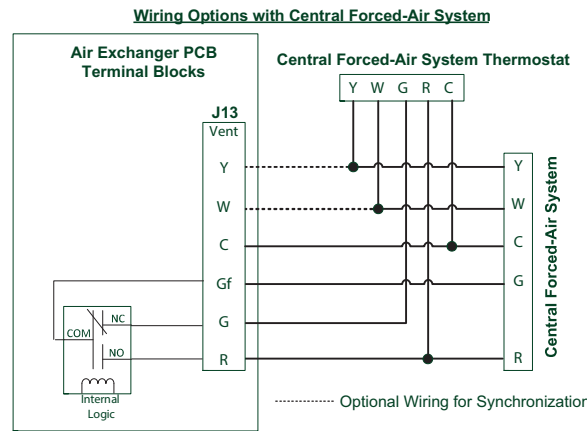 Wiring Options with Central Forced-Air System
Air Exchanger PCB
Terminal Blocks
Central Forced-Air System Thermostat
Y W G R C
J13
Vent
Y
W
C
Gf
G
R
Y
W
C
G
R
Central Forced-Air System
NC
COM
NO
Internal
Logic
Optional Wiring for Synchronization